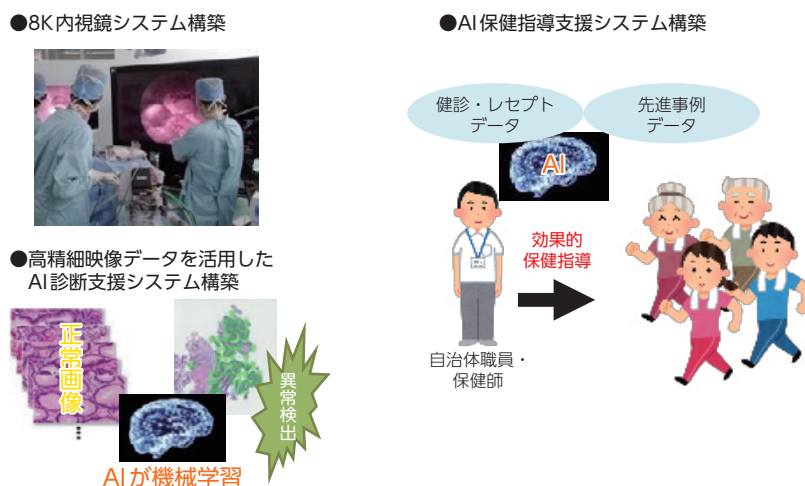 ●8K内視鏡システム構築
●高精細映像データを活用した
AI診断支援システム構築
正常画像
異常検出
AIが機械学習
●AI保健指導支援システム構築
健診・レセプト
データ
先進事例
データ
AI
効果的
保健指導
自治体職員・
保健師